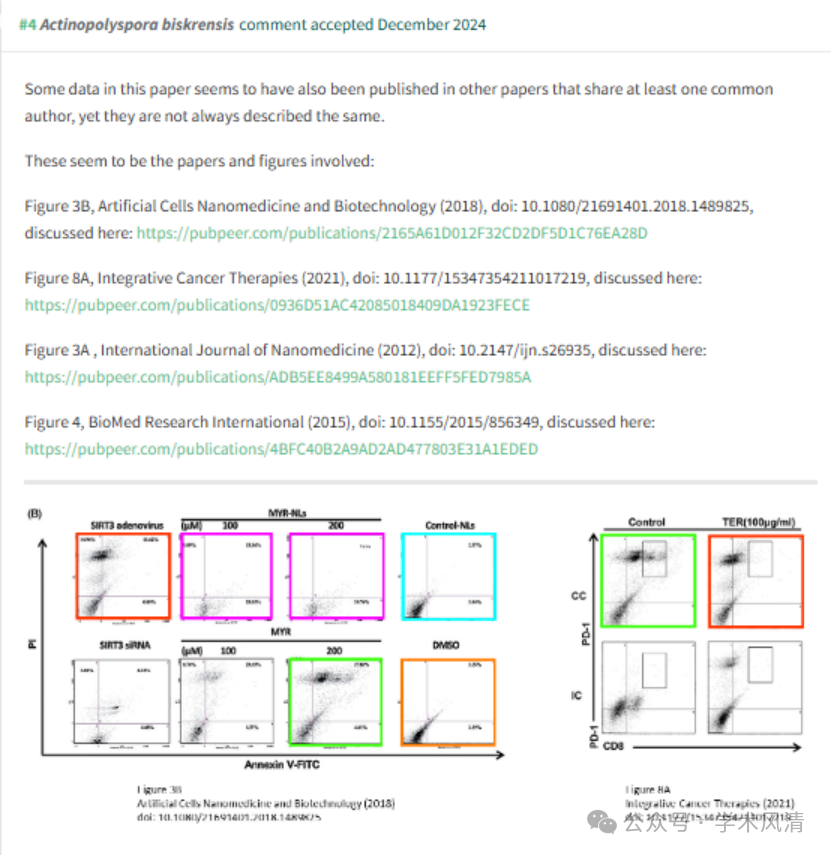 #4 Actinopolyspora biskrensis comment accepted December 2024
Some data in this paper seems to have also been published in other papers that share at least one common
author, yet they are not always described the same.
These seem to be the papers and figures involved:
Figure 3B, Artificial Cells Nanomedicine and Biotechnology (2018), doi: 10.1080/21691401.2018.1489825,
discussed here: https://pubpeer.com/publications/2165A61D012F32CD2DF5D1C76EA28D
Figure 8A, Integrative Cancer Therapies (2021), doi: 10.1177/15347354211017219, discussed here:
https://pubpeer.com/publications/0936D51AC42085018409DA1923FECE
Figure 3A , International Journal of Nanomedicine (2012), doi: 10.2147/ijn.s26935, discussed here:
https://pubpeer.com/publications/ADB5EE8499A580181EEFF5FED7985A
Figure 4, BioMed Research International (2015), doi: 10.1155/2015/856349, discussed here:
https://pubpeer.com/publications/4BFC40B2A9AD2AD477803E31A1EDED
(B)
MYR-NLs
SIRT3 adenovirus (µM) 100 200 Control-NLs
MYR
SIRT3 siRNA (µM) 100 200 DMSO
PI
Annexin V-FITC
Figure 3B
Artificial Cells Nanomedicine and Biotechnology (2018)
doi: 10.1080/21691401.2018.1489825
Control TER(100µg/ml)
CC
PD-1
IC
PD-1
CD8
Figure 8A
Integrative Cancer Therapies (2021)
公众号 · 学术风清